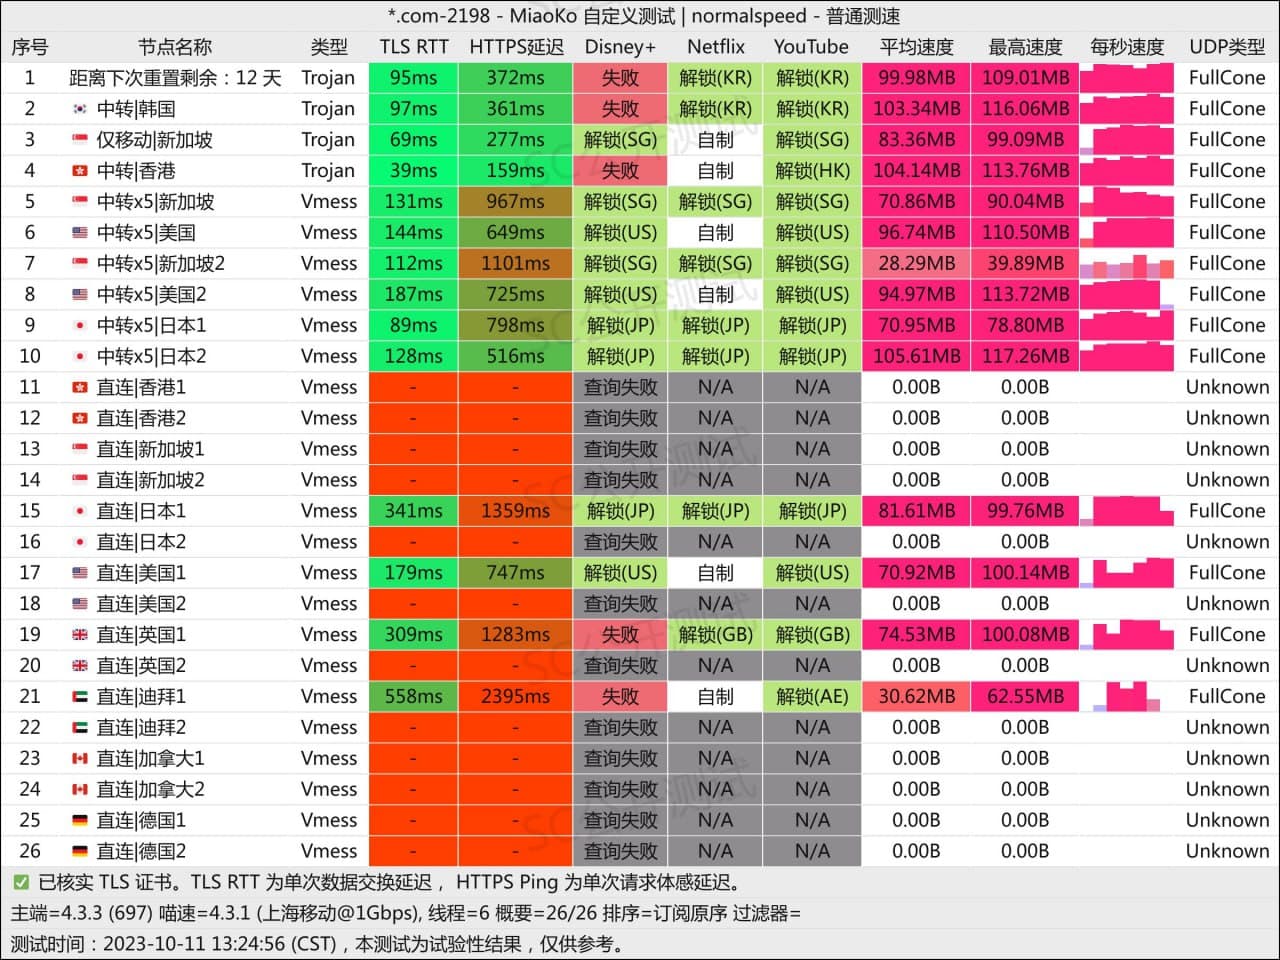 *.com-2198 - MiaoKo 自定义测试 | normalspeed - 普通测速
序号 节点名称 类型 TLS RTT HTTPS延迟 Disney+ Netflix YouTube 平均速度 最高速度 每秒速度 UDP类型
1 距离下次重置剩余：12 天 Trojan 95ms 372ms 失败 解锁(KR) 解锁(KR) 99.98MB 109.01MB FullCone
2 中转|韩国 Trojan 97ms 361ms 失败 解锁(KR) 解锁(KR) 103.34MB 116.06MB FullCone
3 仅移动|新加坡 Trojan 69ms 277ms 解锁(SG) 自制 解锁(SG) 83.36MB 99.09MB FullCone
4 中转|香港 Trojan 39ms 159ms 失败 自制 解锁(HK) 104.14MB 113.76MB FullCone
5 中转x5|新加坡 Vmess 131ms 967ms 解锁(SG) 解锁(SG) 解锁(SG) 70.86MB 90.04MB FullCone
6 中转x5|美国 Vmess 144ms 649ms 解锁(US) 自制 解锁(US) 96.74MB 110.50MB FullCone
7 中转x5|新加坡2 Vmess 112ms 1101ms 解锁(SG) 解锁(SG) 解锁(SG) 28.29MB 39.89MB FullCone
8 中转x5|美国2 Vmess 187ms 725ms 解锁(US) 自制 解锁(US) 94.97MB 113.72MB FullCone
9 中转x5|日本1 Vmess 89ms 798ms 解锁(JP) 解锁(JP) 解锁(JP) 70.95MB 78.80MB FullCone
10 中转x5|日本2 Vmess 128ms 516ms 解锁(JP) 解锁(JP) 解锁(JP) 105.61MB 117.26MB FullCone
11 直连|香港1 Vmess - - 查询失败 N/A N/A 0.00B 0.00B Unknown
12 直连|香港2 Vmess - - 查询失败 N/A N/A 0.00B 0.00B Unknown
13 直连|新加坡1 Vmess - - 查询失败 N/A N/A 0.00B 0.00B Unknown
14 直连|新加坡2 Vmess - - 查询失败 N/A N/A 0.00B 0.00B Unknown
15 直连|日本1 Vmess 341ms 1359ms 解锁(JP) 解锁(JP) 解锁(JP) 81.61MB 99.76MB FullCone
16 直连|日本2 Vmess - - 查询失败 N/A N/A 0.00B 0.00B Unknown
17 直连|美国1 Vmess 179ms 747ms 解锁(US) 自制 解锁(US) 70.92MB 100.14MB FullCone
18 直连|美国2 Vmess - - 查询失败 N/A N/A 0.00B 0.00B Unknown
19 直连|英国1 Vmess 309ms 1283ms 失败 解锁(GB) 解锁(GB) 74.53MB 100.08MB FullCone
20 直连|英国2 Vmess - - 查询失败 N/A N/A 0.00B 0.00B Unknown
21 直连|迪拜1 Vmess 558ms 2395ms 失败 自制 解锁(AE) 30.62MB 62.55MB FullCone
22 直连|迪拜2 Vmess - - 查询失败 N/A N/A 0.00B 0.00B Unknown
23 直连|加拿大1 Vmess - - 查询失败 N/A N/A 0.00B 0.00B Unknown
24 直连|加拿大2 Vmess - - 查询失败 N/A N/A 0.00B 0.00B Unknown
25 直连|德国1 Vmess - - 查询失败 N/A N/A 0.00B 0.00B Unknown
26 直连|德国2 Vmess - - 查询失败 N/A N/A 0.00B 0.00B Unknown
✅ 已核实 TLS 证书。TLS RTT 为单次数据交换延迟， HTTPS Ping 为单次请求体感延迟。
主端=4.3.3 (697) 喵速=4.3.1 (上海移动@1Gbps), 线程=6 概要=26/26 排序=订阅原序 过滤器=
测试时间：2023-10-11 13:24:56 (CST)，本测试为试验性结果，仅供参考。
SC公开测试
SC公开测试
SC公开测试
SC公开测试
SC公开测试